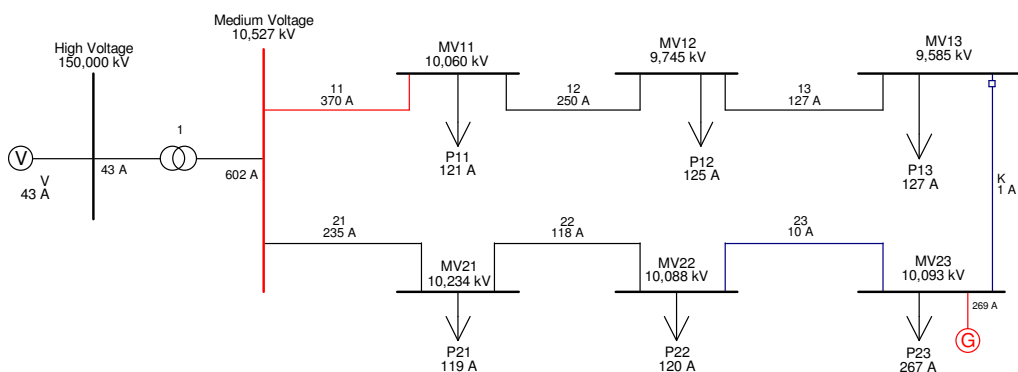 Medium Voltage
10,527 kV
High Voltage
150,000 kV
MV11
10,060 kV
MV12
9,745 kV
MV13
9,585 kV
11
370 A
12
250 A
13
127 A
1
V
V
43 A
43 A
602 A
P11
121 A
P12
125 A
P13
127 A
K
1 A
21
235 A
22
118 A
23
10 A
MV21
10,234 kV
MV22
10,088 kV
MV23
10,093 kV
269 A
G
P21
119 A
P22
120 A
P23
267 A